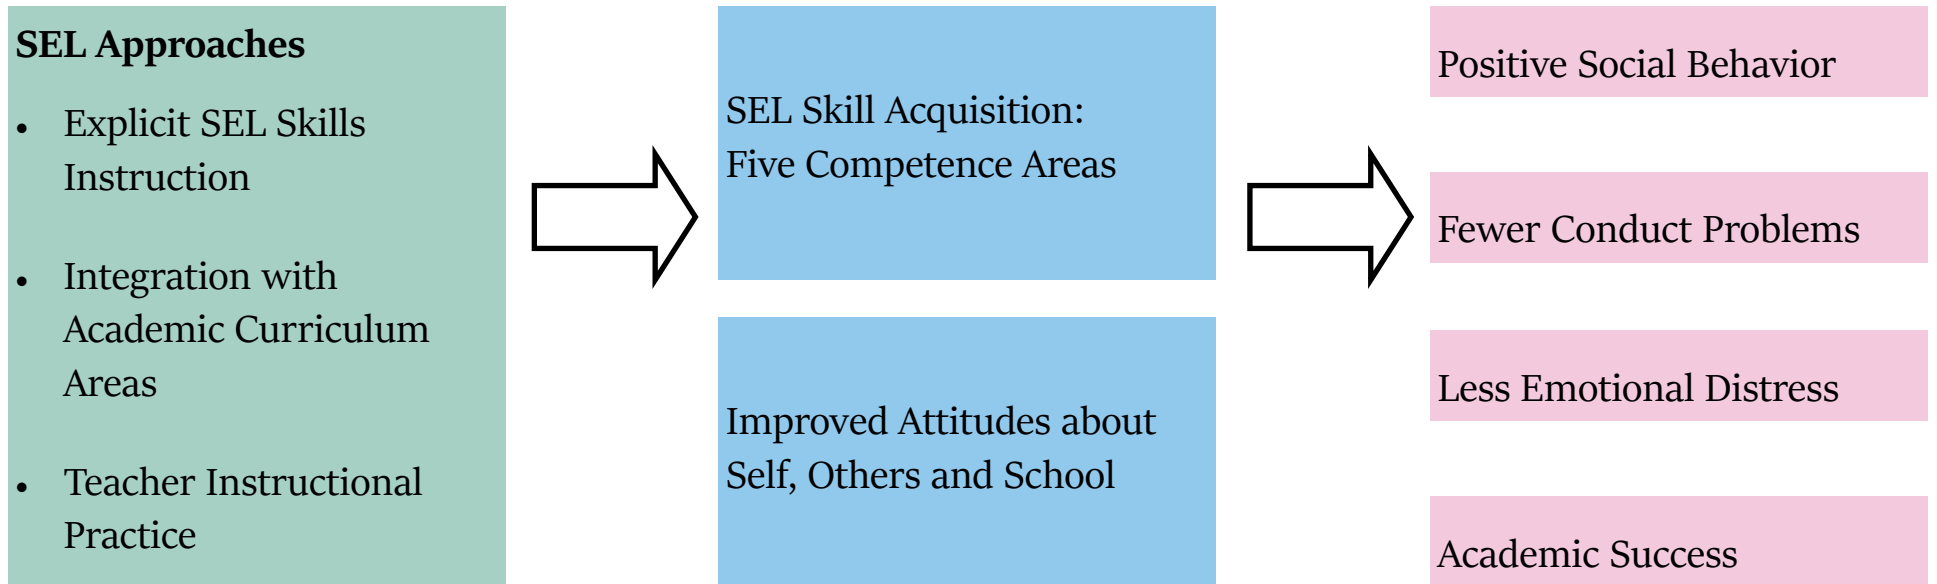 SEL Approaches
• Explicit SEL Skills
Instruction
• Integration with
Academic Curriculum
Areas
• Teacher Instructional
Practice
SEL Skill Acquisition:
Five Competence Areas
Improved Attitudes about
Self, Others and School
Positive Social Behavior
Fewer Conduct Problems
Less Emotional Distress
Academic Success